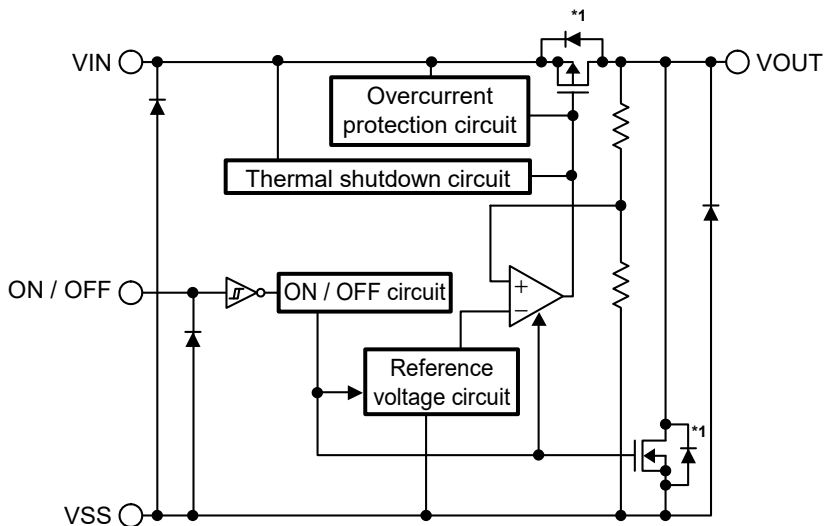 *1
VIN
VOUT
Overcurrent
protection circuit
Thermal shutdown circuit
ON / OFF
ON / OFF circuit
+
−
Reference
voltage circuit
*1
VSS